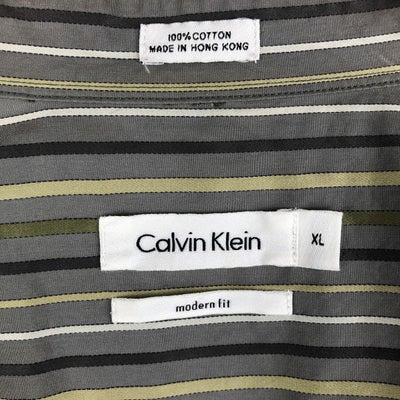 100% COTTON
MADE IN HONG KONG
Calvin Klein
XL
modern fit